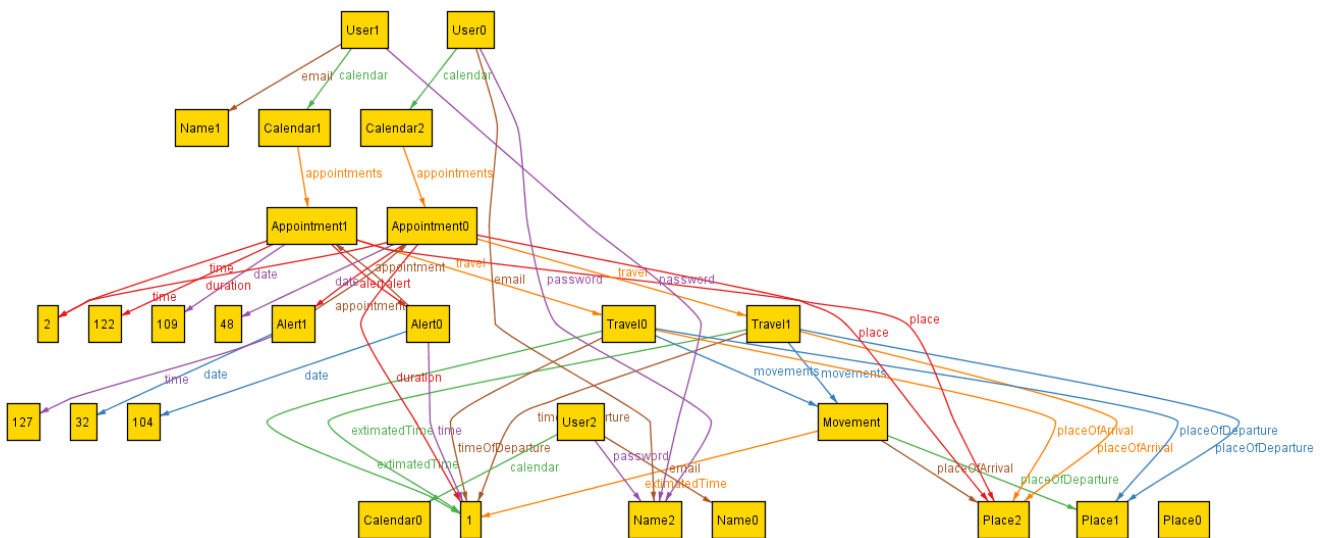 User1
User0
email
calendar
calendar
Name1
Calendar1
Calendar2
appointments
appointments
Appointment1
Appointment0
time
duration
date
date
appointment
alert
alert
travel
travel
email
password
password
time
appointment
place
place
2
122
109
48
Alert1
Alert0
Travel0
Travel1
time
date
date
duration
movements
movements
127
32
104
extimatedTime
time
timeOfDeparture
User2
Movement
placeOfArrival
placeOfDeparture
extimatedTime
calendar
password
email
extimatedTime
placeOfArrival
placeOfArrival
placeOfDeparture
placeOfDeparture
Calendar0
1
Name2
Name0
Place2
Place1
Place0